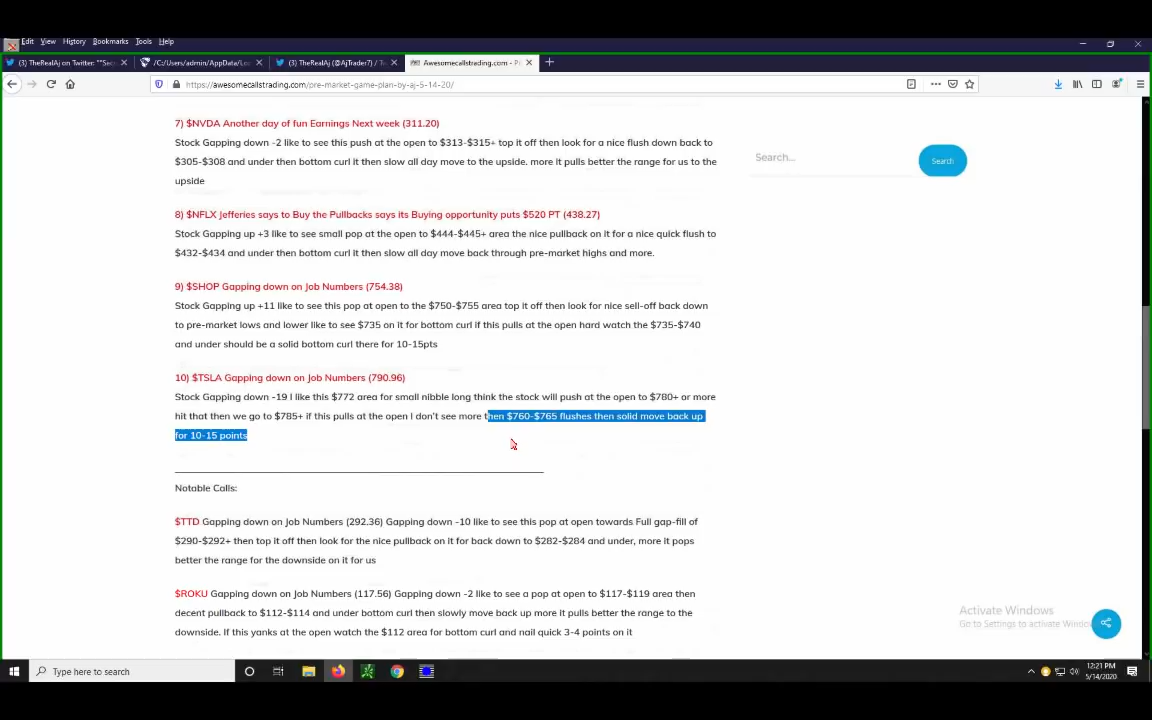 Edit View History Bookmarks Tools Help
(3) TheRealAj on Twitter: "*Sec
/C:/Users/admin/AppData/Loc
(3) TheRealAj (@AjTrader7) / T
Awesomecallstrading.com - Pr
https://awesomecallstrading.com/pre-market-game-plan-by-aj-5-14-20/
7) $NVDA Another day of fun Earnings Next week (311.20)
Stock Gapping down -2 like to see this push at the open to $313-$315+ top it off then look for a nice flush down back to
$305-$308 and under then bottom curl it then slow all day move to the upside. more it pulls better the range for us to the
upside
Search...
Search
8) $NFLX Jefferies says to Buy the Pullbacks says its Buying opportunity puts $520 PT (438.27)
Stock Gapping up +3 like to see small pop at the open to $444-$445+ area the nice pullback on it for a nice quick flush to
$432-$434 and under then bottom curl it then slow all day move back through pre-market highs and more.
9) $SHOP Gapping down on Job Numbers (754.38)
Stock Gapping up +11 like to see this pop at open to the $750-$755 area top it off then look for nice sell-off back down
to pre-market lows and lower like to see $735 on it for bottom curl if this pulls at the open hard watch the $735-$740
and under should be a solid bottom curl there for 10-15pts
10) $TSLA Gapping down on Job Numbers (790.96)
Stock Gapping down -19 I like this $772 area for small nibble long think the stock will push at the open to $780+ or more
hit that then we go to $785+ if this pulls at the open I don't see more then $760-$765 flushes then solid move back up
for 10-15 points
Notable Calls:
$TTD Gapping down on Job Numbers (292.36) Gapping down -10 like to see this pop at open towards Full gap-fill of
$290-$292+ then top it off then look for the nice pullback on it for back down to $282-$284 and under, more it pops
better the range for the downside on it for us
$ROKU Gapping down on Job Numbers (117.56) Gapping down -2 like to see a pop at open to $117-$119 area then
decent pullback to $112-$114 and under bottom curl then slowly move back up more it pulls better the range to the
downside. If this yanks at the open watch the $112 area for bottom curl and nail quick 3-4 points on it
Activate Windows
Go to Settings to activate Windo
Type here to search
12:21 PM
5/14/2020